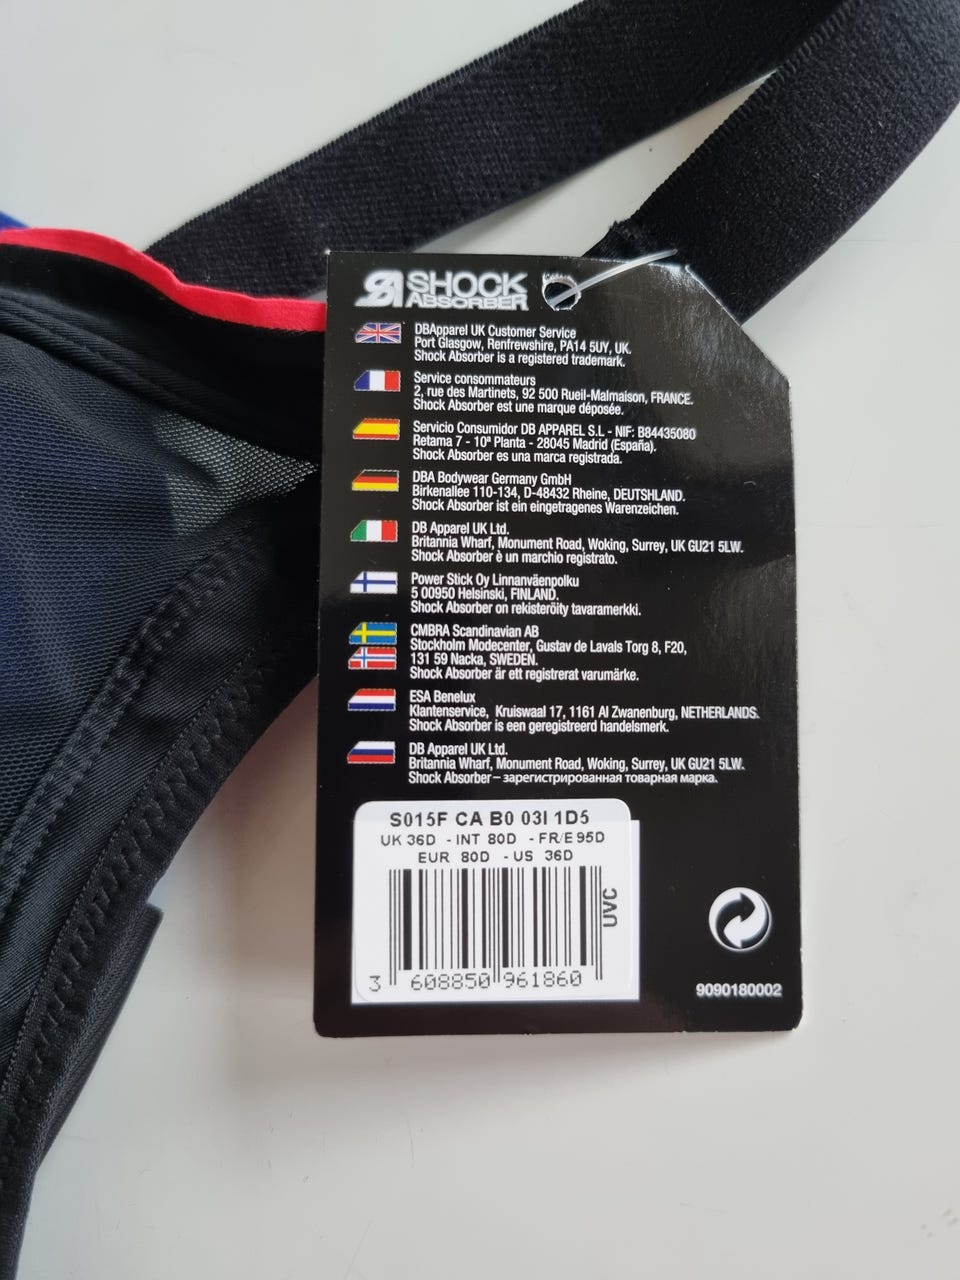 SHOCK
ABSORBER
DBApparel UK Customer Service
Port Glasgow, Renfrewshire, PA14 5UY, UK.
Shock Absorber is a registered trademark.
Service consommateurs
2, rue des Martinets, 92 500 Rueil-Malmaison, FRANCE.
Shock Absorber est une marque déposée.
Servicio Consumidor DB APPAREL S.L - NIF: B84435080
Retama 7 - 10ª Planta - 28045 Madrid (España).
Shock Absorber es una marca registrada.
DBA Bodywear Germany GmbH
Birkenallee 110-134, D-48432 Rheine, DEUTSHLAND.
Shock Absorber ist ein eingetragenes Warenzeichen.
DB Apparel UK Ltd.
Britannia Wharf, Monument Road, Woking, Surrey, UK GU21 5LW.
Shock Absorber è un marchio registrato.
Power Stick Oy Linnanväenpolku
5 00950 Helsinski, FINLAND.
Shock Absorber on rekisteröity tavaramerkki.
CMBRA Scandinavian AB
Stockholm Modecenter, Gustav de Lavals Torg 8, F20,
131 59 Nacka, SWEDEN.
Shock Absorber är ett registrerat varumärke.
ESA Benelux
Klantenservice, Kruiswaal 17, 1161 Al Zwanenburg, NETHERLANDS.
Shock Absorber is een geregistreerd handelsmerk.
DB Apparel UK Ltd.
Britannia Wharf, Monument Road, Woking, Surrey, UK GU21 5LW.
Shock Absorber – зарегистрированная товарная марка.
S015F CA B0 03I 1D5
UK 36D - INT 80D - FR/E 95D
EUR 80D - US 36D
UVC
3 608850 961860
9090180002